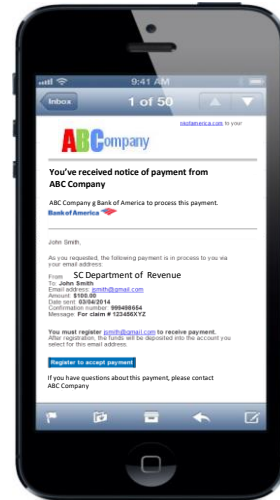 9:41 AM
Inbox
1 of 50
ABCompany
You've received notice of payment from
ABC Company
ABC Company g Bank of America to process this payment.
Bank of America
John Smith,
As you requested, the following payment is in process to you via
your email address:
From SC Department of Revenue
To: John Smith
Email address: jsmith@gmail.com
Amount: $100.00
Date sent: 03/04/2014
Confirmation number: 999498654
Message: For claim # 123456XYZ
You must register jsmith@gmail.com to receive payment.
After registration, the funds will be deposited into the account you
select for this email address.
Register to accept payment
If you have questions about this payment, please contact
ABC Company